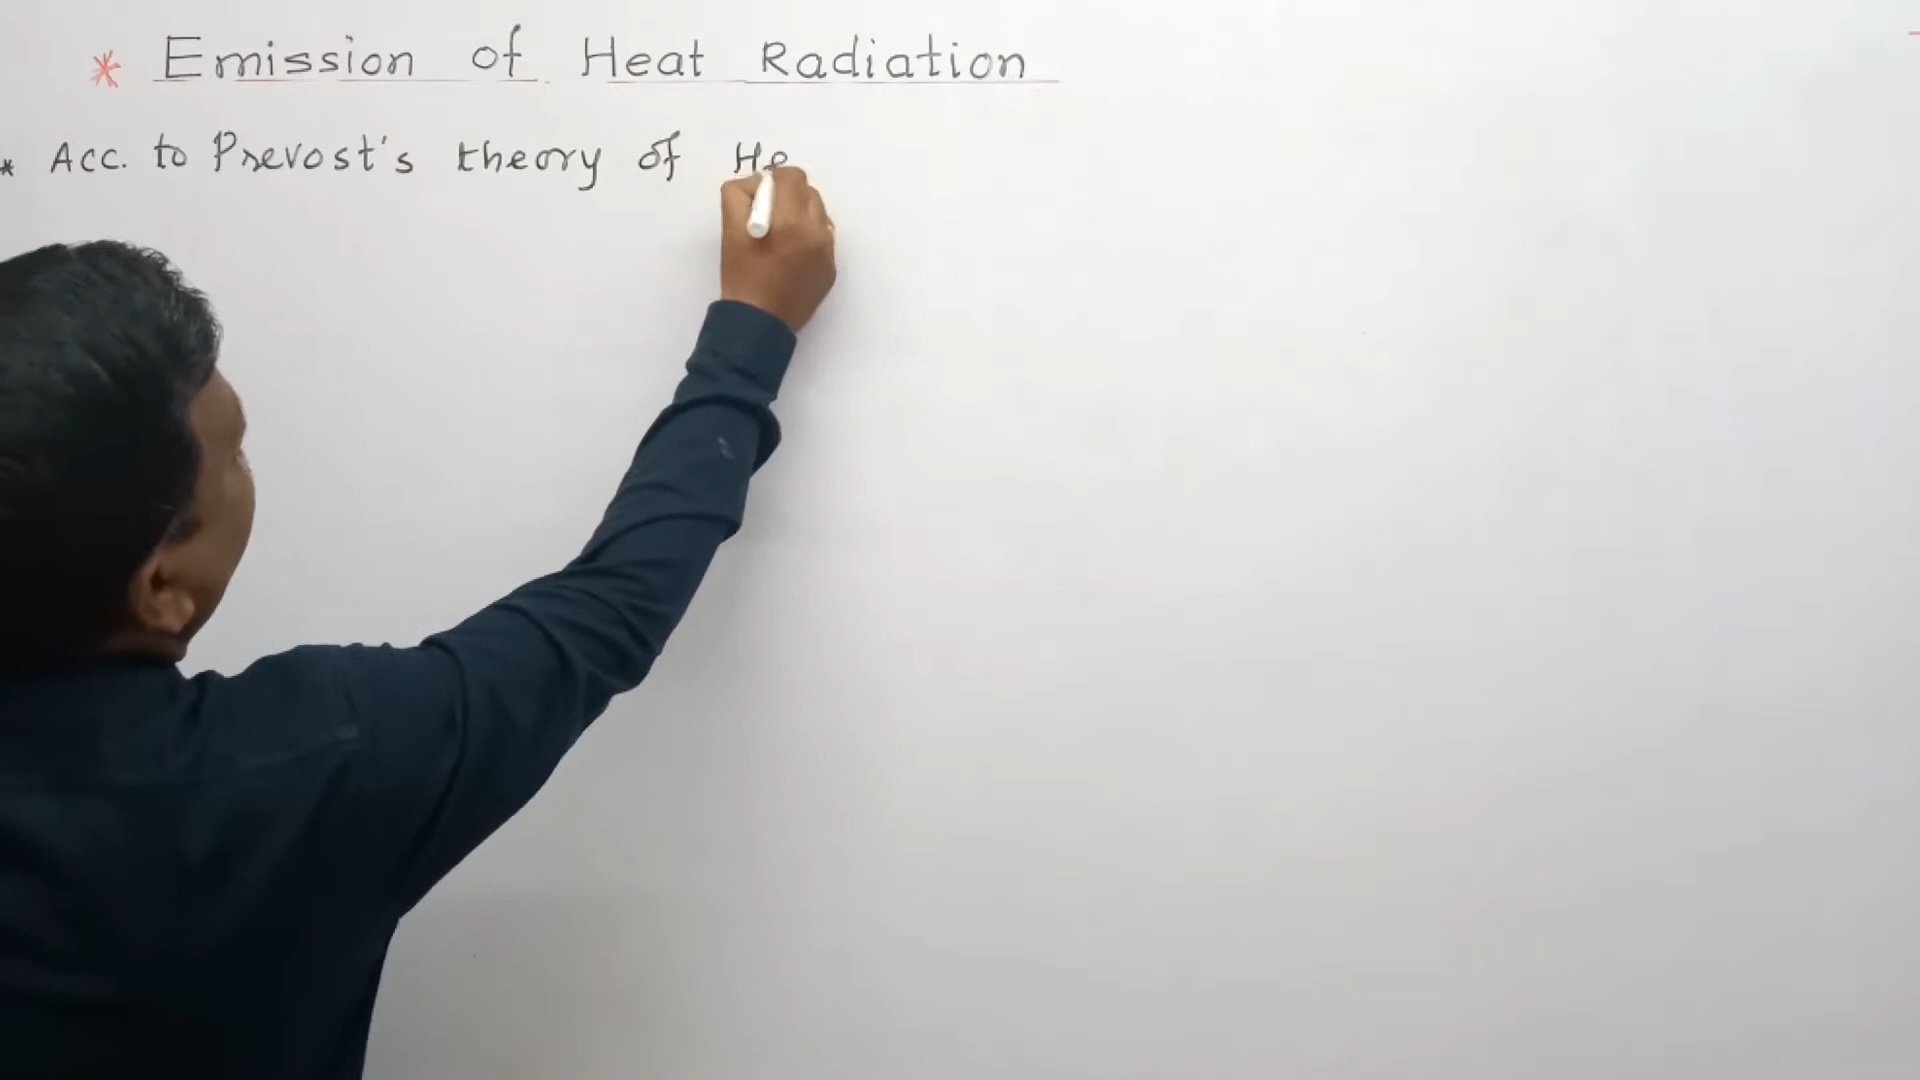 * Emission of Heat Radiation
* Acc. to Prevost's theory of He